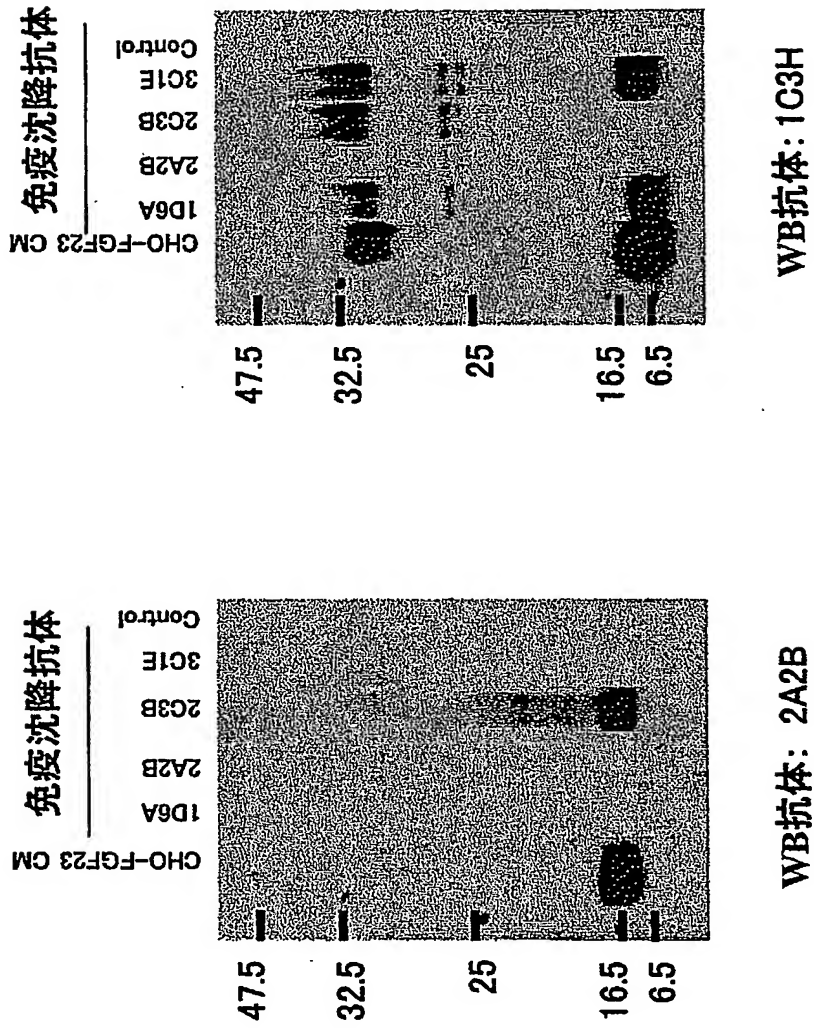 免疫沈降抗体
Control
3C1E
2C3B
2A2B
1D6A
CHO-FGF23 CM
47.5
32.5
25
16.5
6.5
WB抗体: 1C3H
免疫沈降抗体
Control
3C1E
2C3B
2A2B
1D6A
CHO-FGF23 CM
47.5
32.5
25
16.5
6.5
WB抗体: 2A2B